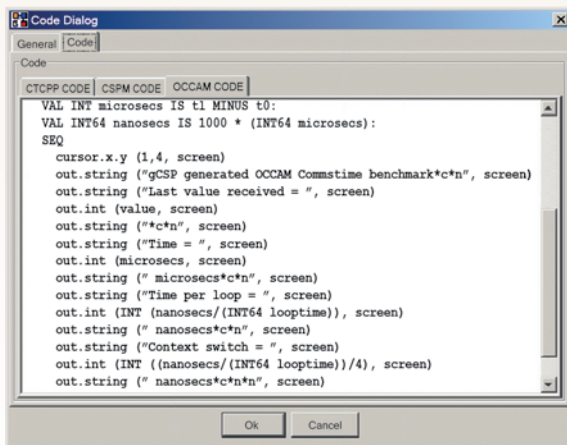 Code Dialog
General Code
Code
CTCPP CODE CSPM CODE OCCAM CODE
VAL INT microsecs IS t1 MINUS t0:
VAL INT64 nanosecs IS 1000 * (INT64 microsecs):
SEQ
cursor.x.y (1,4, screen)
out.string ("gCSP generated OCCAM Commstime benchmark*c*n", screen)
out.string ("Last value received = ", screen)
out.int (value, screen)
out.string ("*c*n", screen)
out.string ("Time = ", screen)
out.int (microsecs, screen)
out.string (" microsecs*c*n", screen)
out.string ("Time per loop = ", screen)
out.int (INT (nanosecs/(INT64 looptime)), screen)
out.string (" nanosecs*c*n", screen)
out.string ("Context switch = ", screen)
out.int (INT ((nanosecs/(INT64 looptime))/4), screen)
out.string (" nanosecs*c*n*n", screen)
Ok Cancel